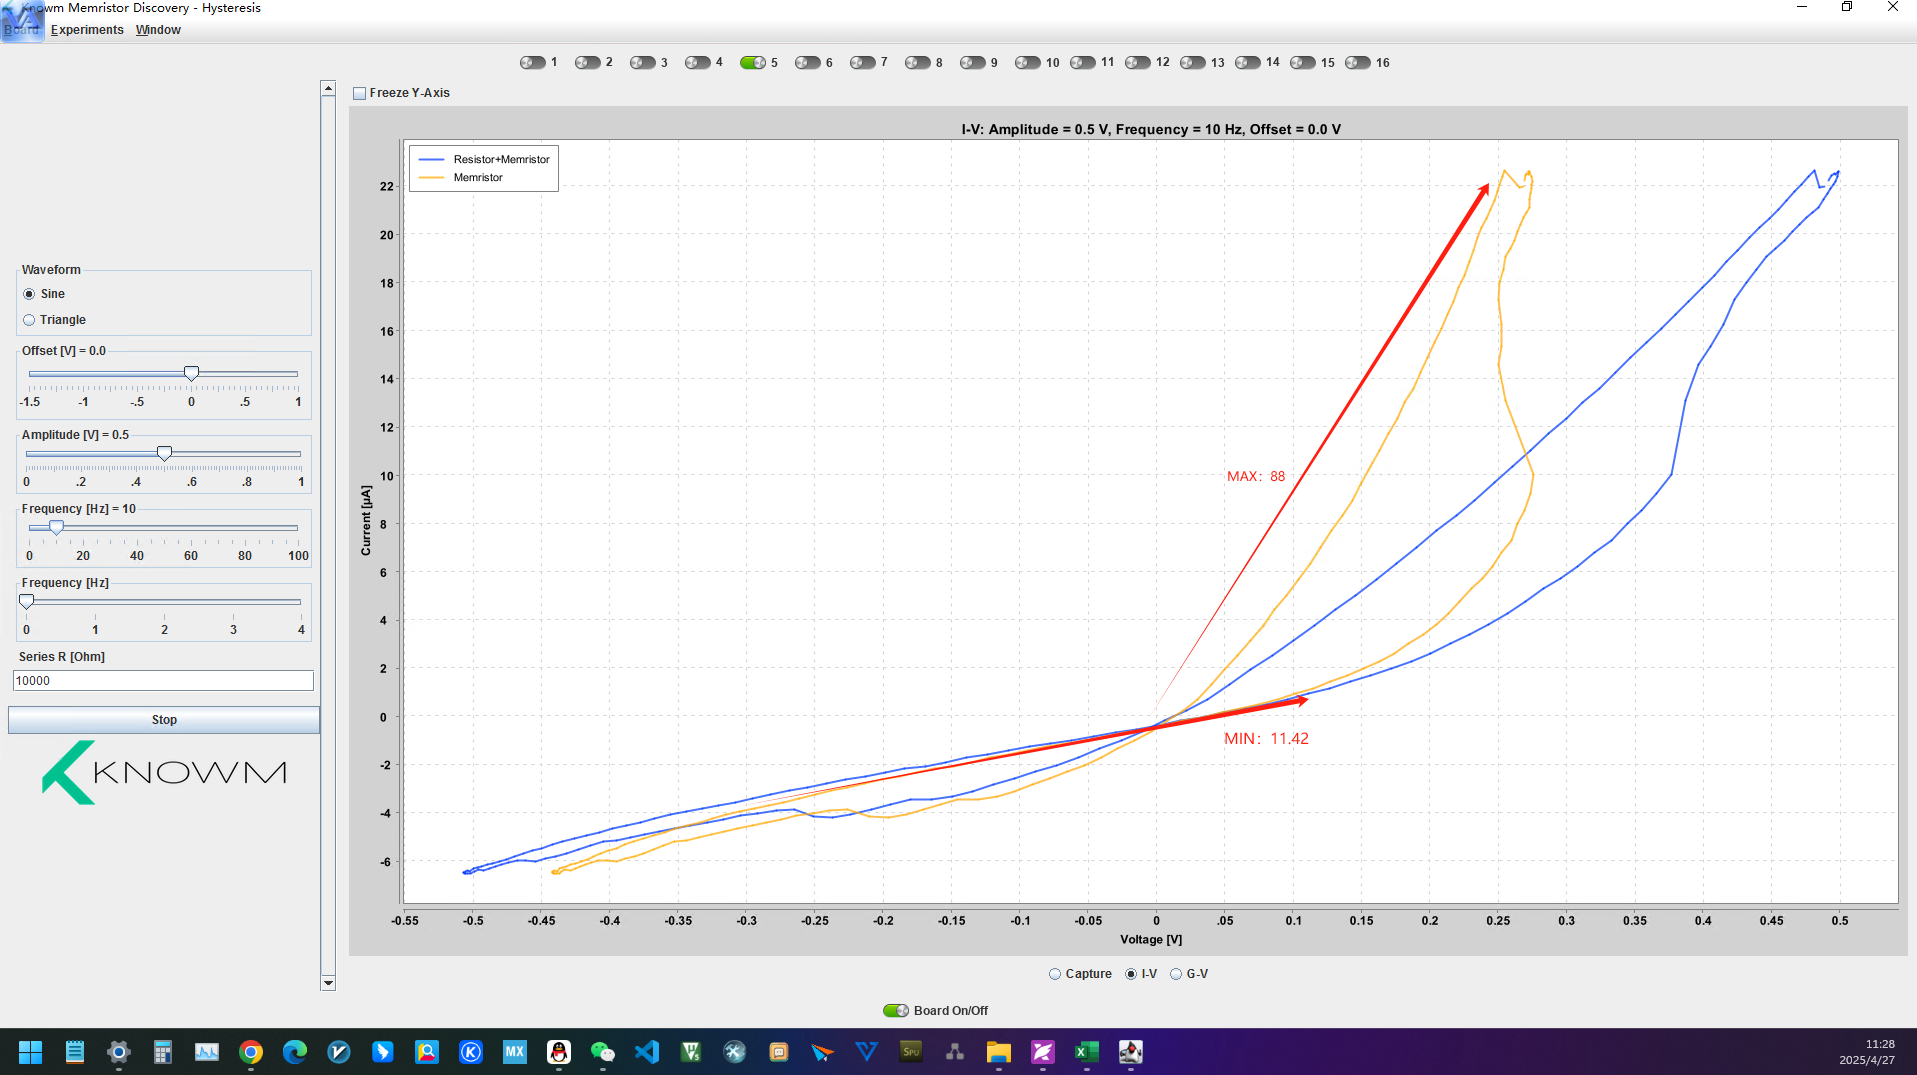 Knowm Memristor Discovery - Hysteresis
Board Experiments Window
1 2 3 4 5 6 7 8 9 10 11 12 13 14 15 16
Freeze Y-Axis
I-V: Amplitude = 0.5 V, Frequency = 10 Hz, Offset = 0.0 V
Resistor+Memristor
Memristor
22
20
18
16
14
12
10
8
6
4
2
0
-2
-4
-6
Current [µA]
MAX：88
MIN：11.42
-0.55 -0.5 -0.45 -0.4 -0.35 -0.3 -0.25 -0.2 -0.15 -0.1 -0.05 0 .05 0.1 0.15 0.2 0.25 0.3 0.35 0.4 0.45 0.5
Voltage [V]
Waveform
Sine
Triangle
Offset [V] = 0.0
-1.5 -1 -.5 0 .5 1
Amplitude [V] = 0.5
0 .2 .4 .6 .8 1
Frequency [Hz] = 10
0 20 40 60 80 100
Frequency [Hz]
0 1 2 3 4
Series R [Ohm]
10000
Stop
KNOWM
Capture I-V G-V
Board On/Off
MX
SPU
11:28
2025/4/27